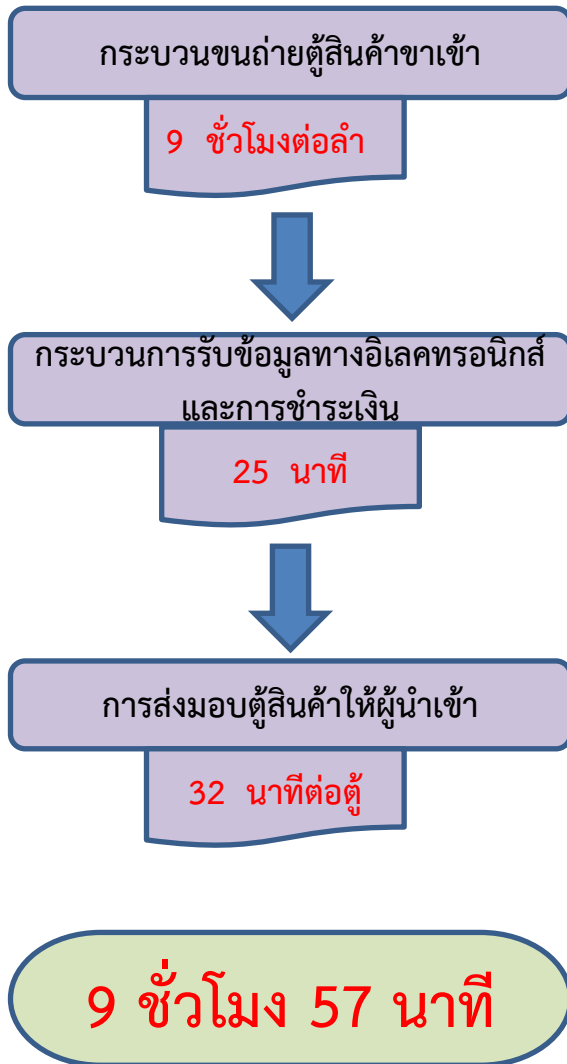 กระบวนขนถ่ายตู้สินค้าขาเข้า
9 ชั่วโมงต่อลำ
กระบวนการรับข้อมูลทางอิเลคทรอนิกส์
และการชำระเงิน
25 นาที
การส่งมอบตู้สินค้าให้ผู้นำเข้า
32 นาทีต่อตู้
9 ชั่วโมง 57 นาที